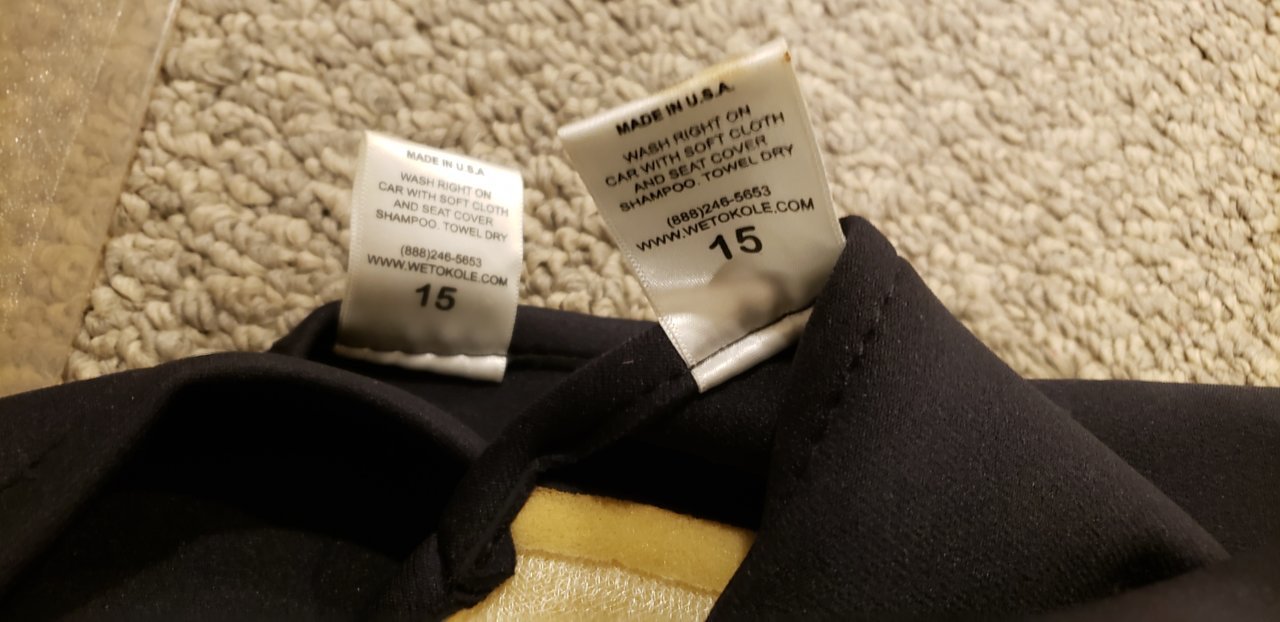 MADE IN U S.A
WASH RIGHT ON
CAR WITH SOFT CLOTH
AND SEAT COVER
SHAMPOO. TOWEL DRY
(888)246-5653
WWW.WETOKOLE.COM
15
MADE IN U.S.A.
WASH RIGHT ON
CAR WITH SOFT CLOTH
AND SEAT COVER
SHAMPOO. TOWEL DRY
(888)246-5653
WWW.WETOKOLE.COM
15